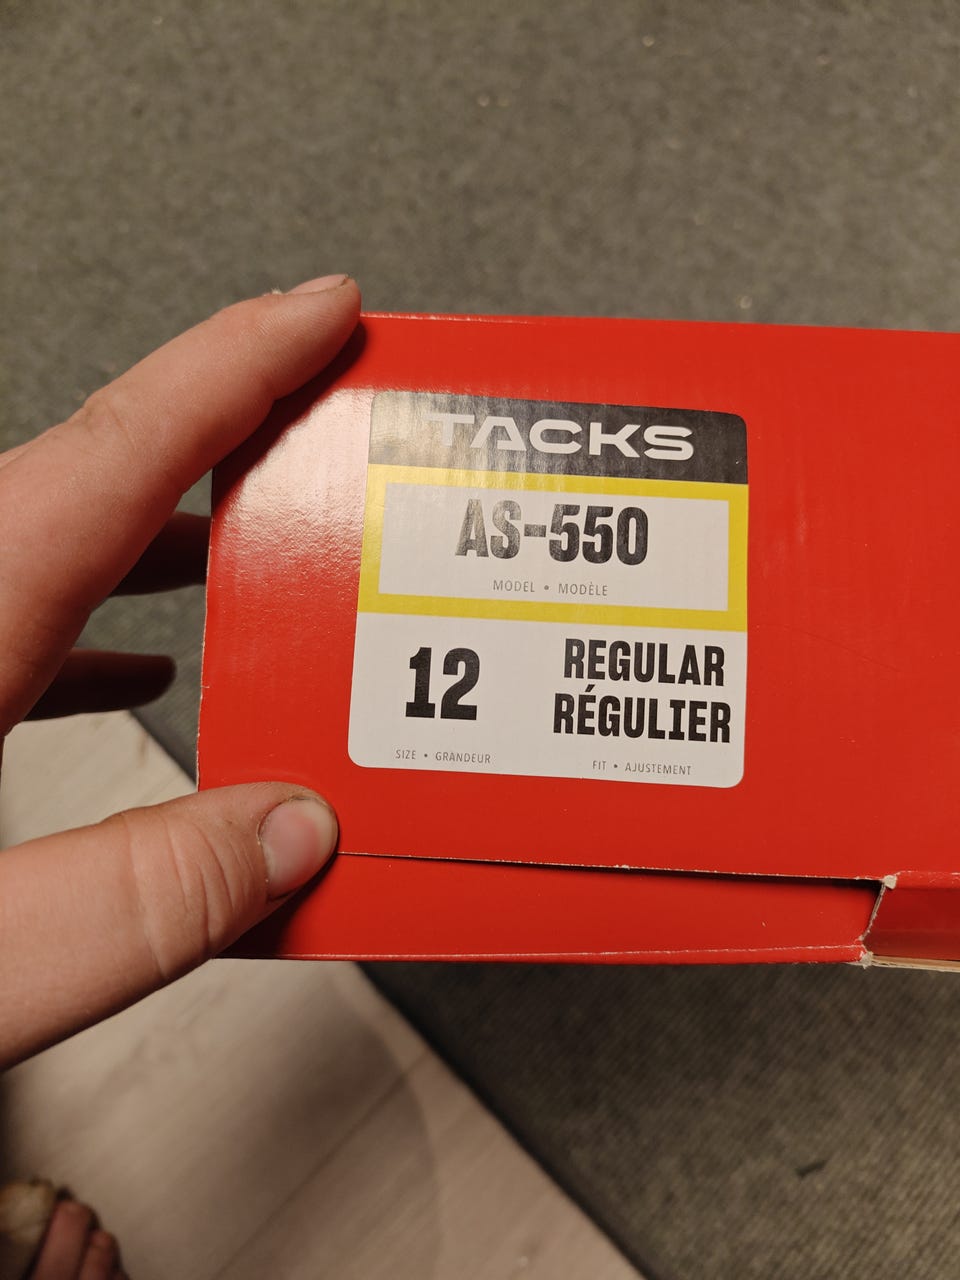 TACKS
AS-550
MODEL • MODÈLE
12
SIZE • GRANDEUR
REGULAR
RÉGULIER
FIT • AJUSTEMENT